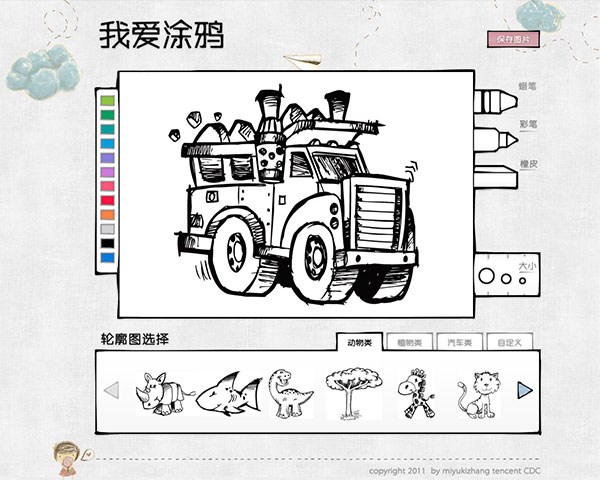 我爱涂鸦
保存图片
蜡笔
彩笔
橡皮
大小
轮廓图选择
动物类
植物类
汽车类
自定义
copyright 2011 by miyukizhang tencent CDC